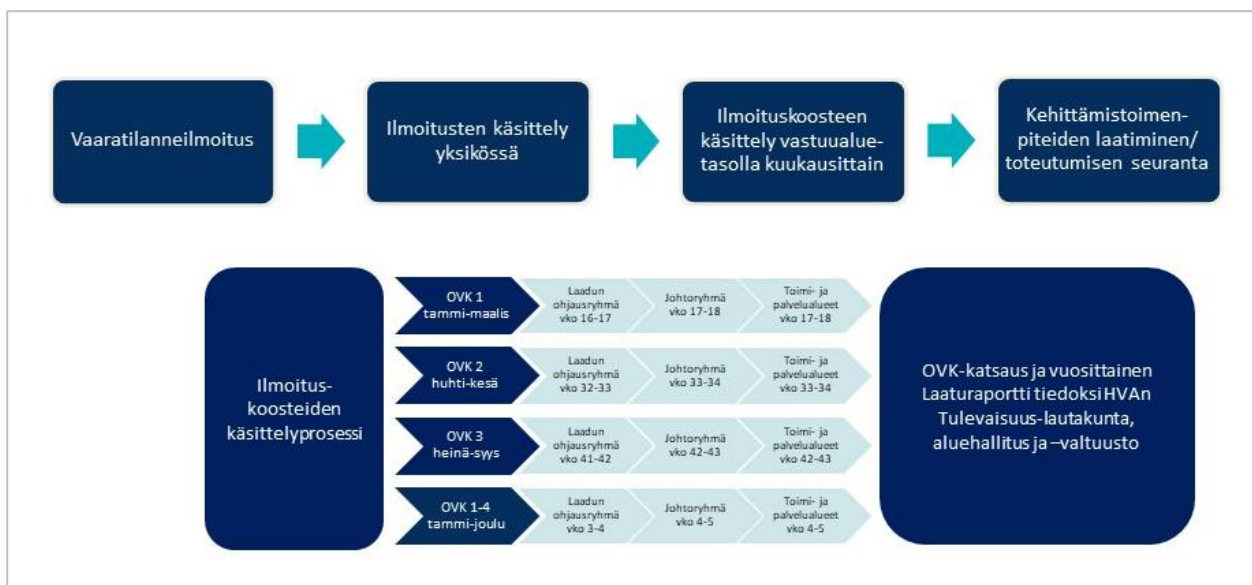 Vaaratilanneilmoitus
Ilmoitusten käsittely
yksikössä
Ilmoituskoosteen
käsittely vastuualue-
tasolla kuukausittain
Kehittämistoimen-
piteiden laatiminen/
toteutumisen seuranta
Ilmoitus-
koosteiden
käsittelyprosessi
OVK 1
tammi-maalis
Laadun
ohjausryhmä
vko 16-17
Johtoryhmä
vko 17-18
Toimi- ja
palvelualueet
vko 17-18
OVK 2
huhti-kesä
Laadun
ohjausryhmä
vko 32-33
Johtoryhmä
vko 33-34
Toimi- ja
palvelualueet
vko 33-34
OVK 3
heinä-syys
Laadun
ohjausryhmä
vko 41-42
Johtoryhmä
vko 42-43
Toimi- ja
palvelualueet
vko 42-43
OVK 1-4
tammi-joulu
Laadun
ohjausryhmä
vko 3-4
Johtoryhmä
vko 4-5
Toimi- ja
palvelualueet
vko 4-5
OVK-katsaus ja vuosittainen
Laaturaportti tiedoksi HVAn
Tulevaisuus-lautakunta,
aluehallitus ja –valtuusto